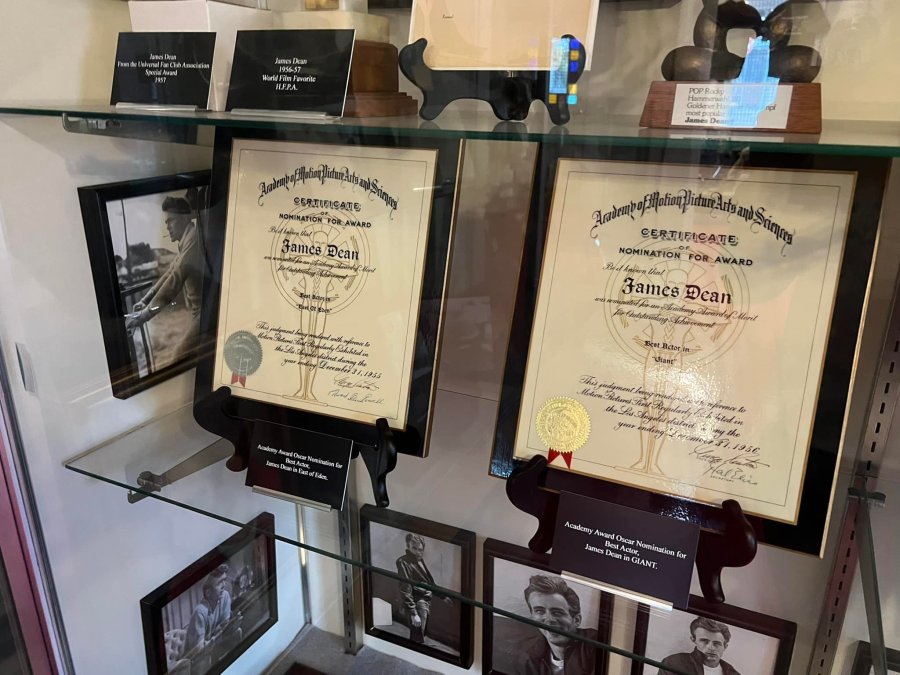 James Dean
From the Universal Fan Club Association
Special Award
1957
James Dean
1956-57
World Film Favorite
H.F.P.A.
POP Rocky
Hammerwahl
Goldener Ha
most popula
James Dean
Academy of Motion Picture Arts and Sciences
CERTIFICATE
OF
NOMINATION FOR AWARD
Be it known that
James Dean
was nominated for an Academy Award of Merit
for Outstanding Achievement
Best Actor in
"East Of Eden"
This judgment being rendered with reference to
Motion Pictures First Regularly Exhibited in
the Los Angeles district during the
year ending December 31, 1955
Academy of Motion Picture Arts and Sciences
CERTIFICATE
OF
NOMINATION FOR AWARD
Be it known that
James Dean
was nominated for an Academy Award of Merit
for Outstanding Achievement
Best Actor in
"Giant"
This judgment being rendered with reference to
Motion Pictures First Regularly Exhibited in
the Los Angeles district during the
year ending December 31, 1956
Academy Award Oscar Nomination for
Best Actor,
James Dean in East of Eden.
Academy Award Oscar Nomination for
Best Actor,
James Dean in GIANT.